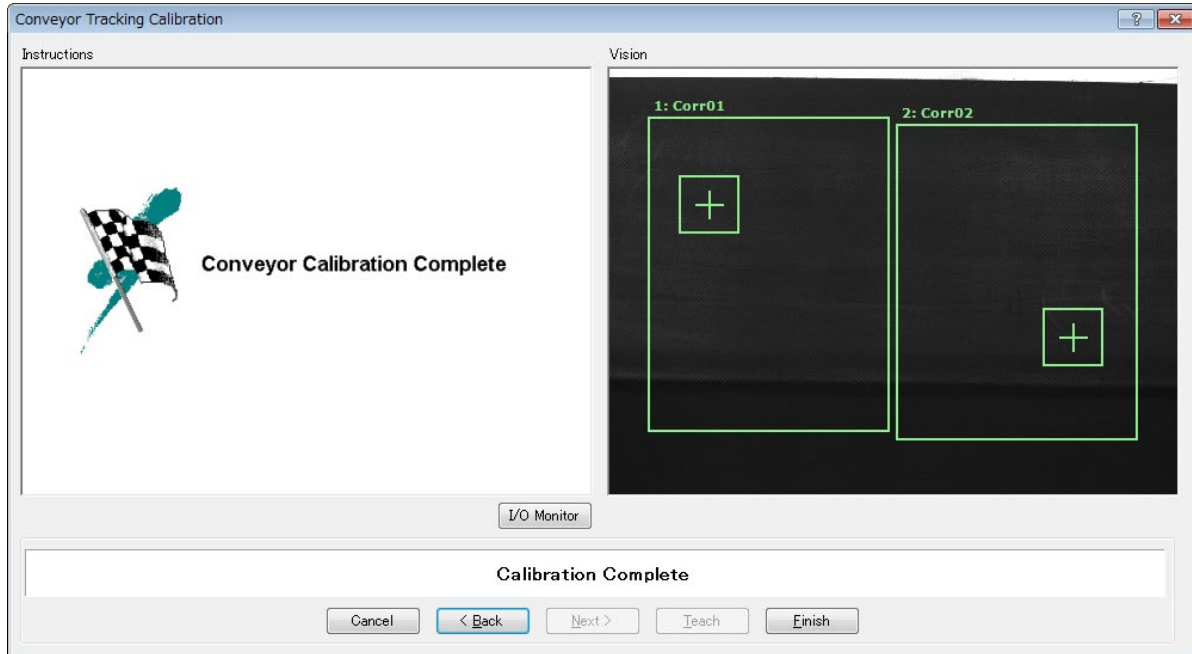 Conveyor Tracking Calibration
Instructions
Vision
1: Corr01
2: Corr02
Conveyor Calibration Complete
I/O Monitor
Calibration Complete
Cancel
< Back
Next >
Teach
Finish